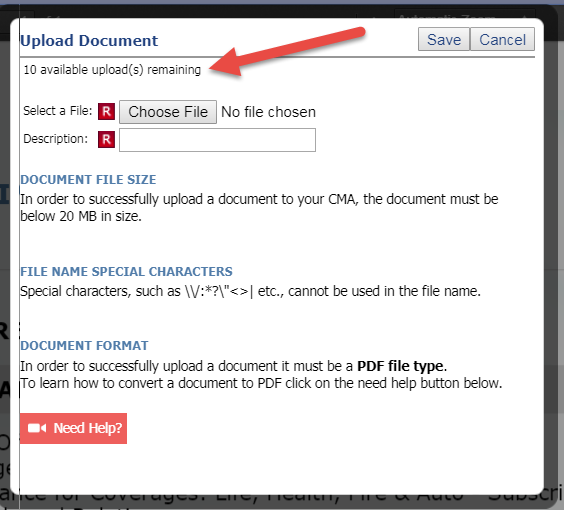 Automatic Zoom
Upload Document
Save Cancel
10 available upload(s) remaining
Select a File: R Choose File No file chosen
Description: R
DOCUMENT FILE SIZE
In order to successfully upload a document to your CMA, the document must be
below 20 MB in size.
FILE NAME SPECIAL CHARACTERS
Special characters, such as \\/:*?\"<>| etc., cannot be used in the file name.
DOCUMENT FORMAT
In order to successfully upload a document it must be a PDF file type.
To learn how to convert a document to PDF click on the need help button below.
Need Help?
ance for Coverages: Life, Health, Fire & Auto Subscri